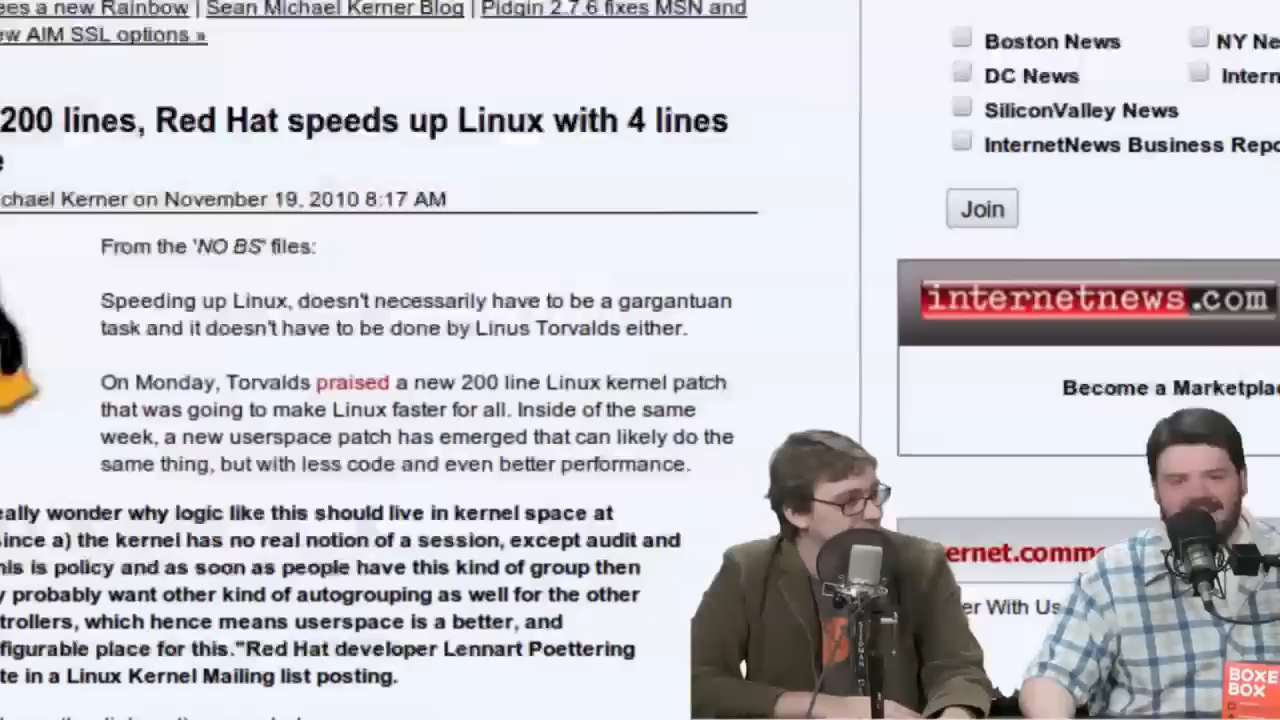 ees a new Rainbow | Sean Michael Kerner Blog | Pidgin 2.7.6 fixes MSN and
ew AIM SSL options »
200 lines, Red Hat speeds up Linux with 4 lines
e
chael Kerner on November 19, 2010 8:17 AM
From the 'NO BS' files:
Speeding up Linux, doesn't necessarily have to be a gargantuan
task and it doesn't have to be done by Linus Torvalds either.
On Monday, Torvalds praised a new 200 line Linux kernel patch
that was going to make Linux faster for all. Inside of the same
week, a new userspace patch has emerged that can likely do the
same thing, but with less code and even better performance.
eally wonder why logic like this should live in kernel space at
since a) the kernel has no real notion of a session, except audit and
his is policy and as soon as people have this kind of group then
y probably want other kind of autogrouping as well for the other
trollers, which hence means userspace is a better, and
figurable place for this."Red Hat developer Lennart Poettering
te in a Linux Kernel Mailing list posting.
Boston News
NY Ne
DC News
Intern
SiliconValley News
InternetNews Business Repo
Join
internetnews.com
Become a Marketplac
ernet.comme
er With Us
BOXE
BOX